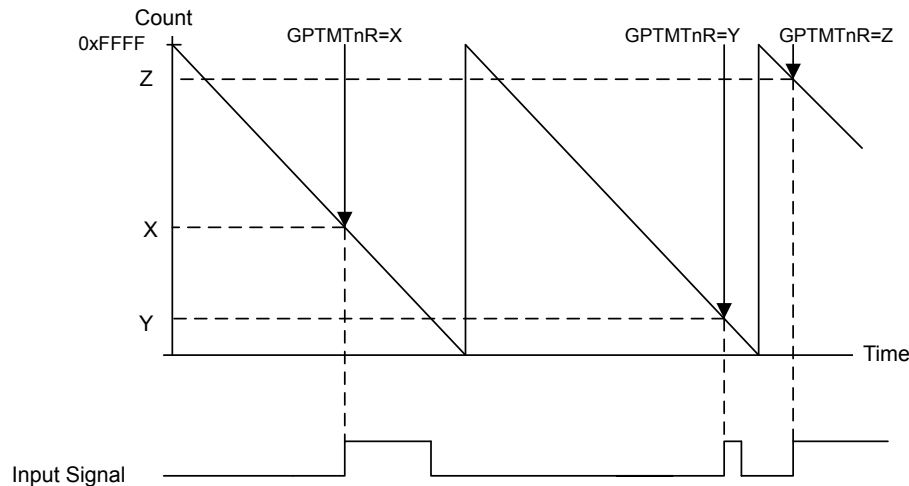 Count
0xFFFF
GPTMTnR=X
GPTMTnR=Y
GPTMTnR=Z
Z
X
Y
Time
Input Signal